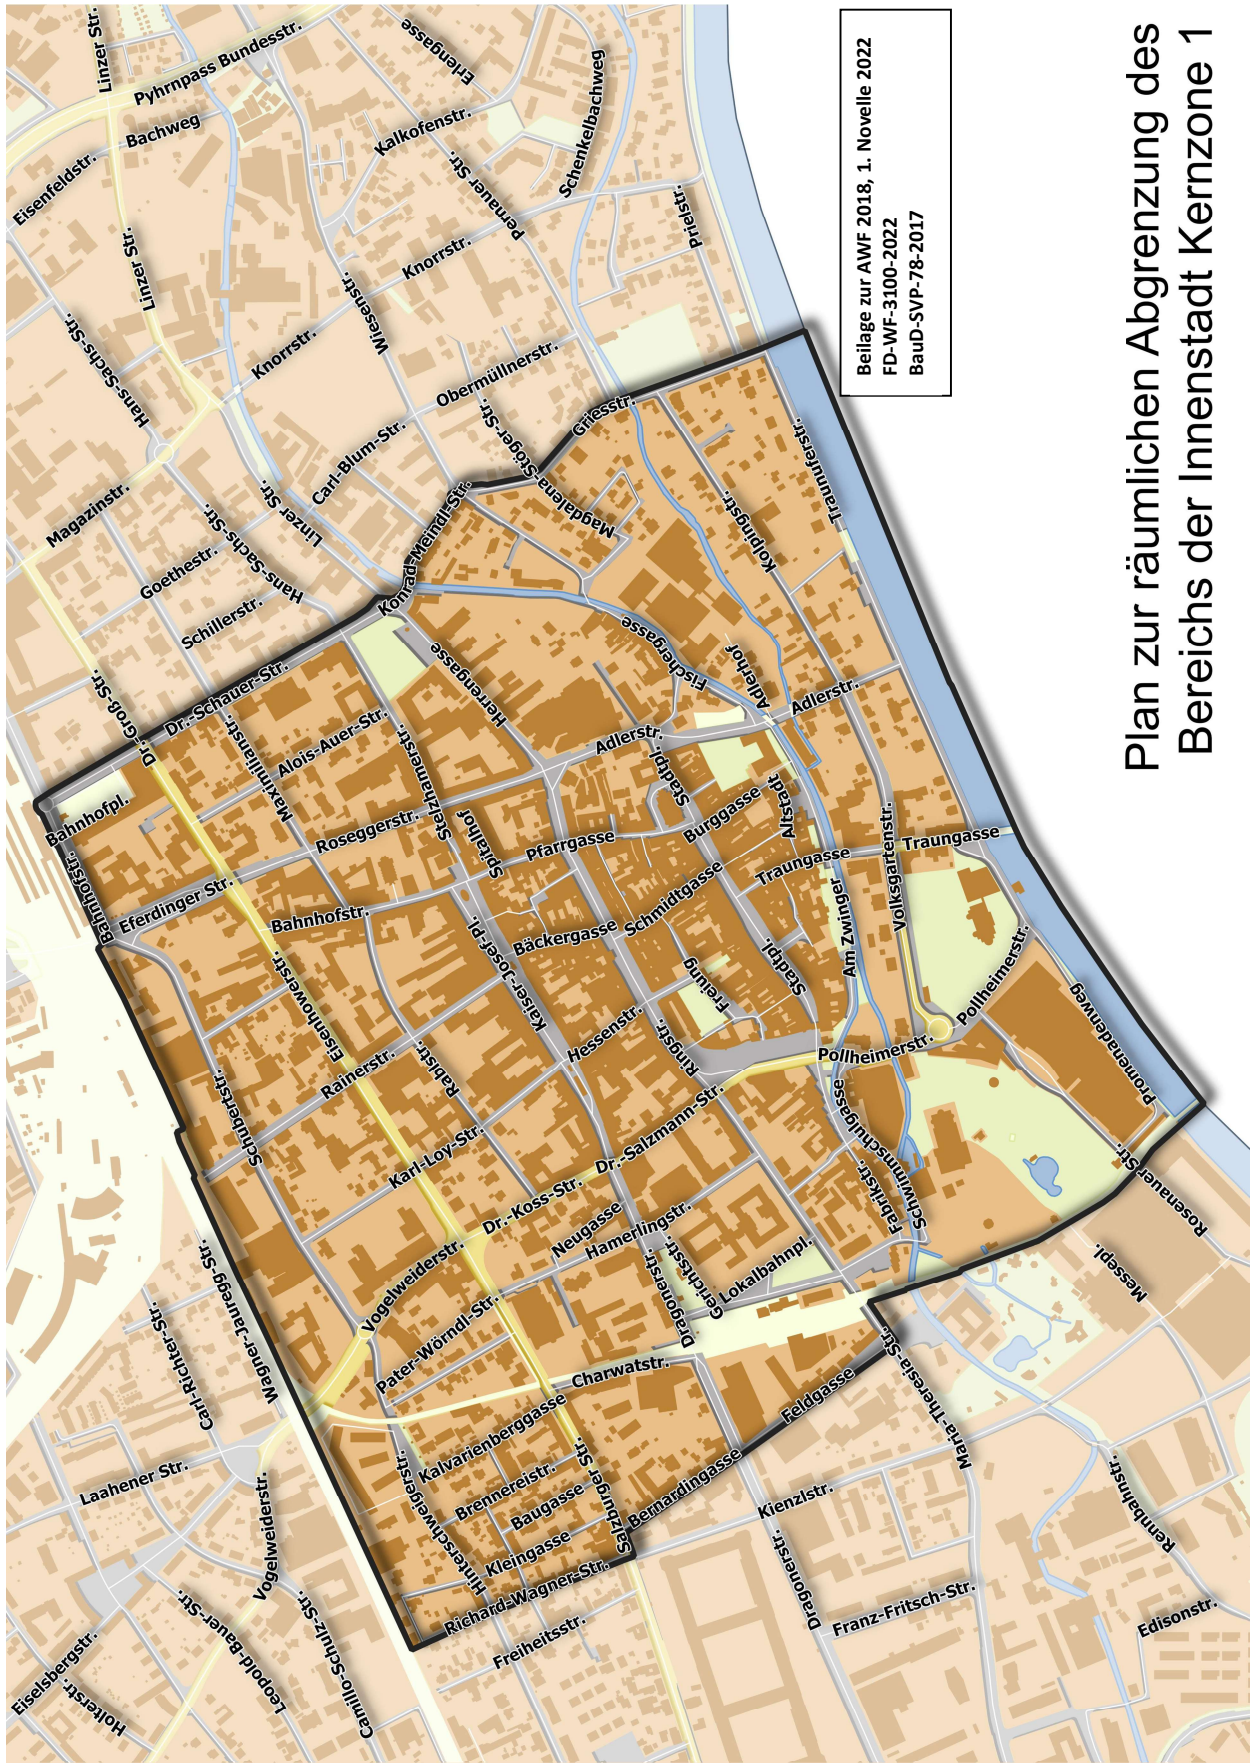 Plan zur räumlichen Abgrenzung des
Bereichs der Innenstadt Kernzone 1
Beilage zur AWF 2018, 1. Novelle 2022
FD-WF-3100-2022
BauD-SVP-78-2017
Linzer Str.
Pyhrnpass Bundesstr.
Erlengasse
Bachweg
Eisenfeldstr.
Kalkofenstr.
Schenkelbachweg
Pernauer Str.
Linzer Str.
Knorrstr.
Prielstr.
Wiesenstr.
Hans-Sachs-Str.
Knorrstr.
Obermüllnerstr.
Magdalena-Stöger-Str.
Magdalena-Stöger-Str.
Griesstr.
Carl-Blum-Str.
Traunuferstr.
Magazinstr.
Linzer Str.
Hans-Sachs-Str.
Hans-Sachs-Str.
Goethestr.
Schillerstr.
Konrad-Meindl-Str.
Kolpingstr.
Dr.-Groß-Str.
Dr.-Schauer-Str.
Herrengasse
Fischergasse
Adlerhof
Adlerstr.
Adlerstr.
Maximilianstr.
Alois-Auer-Str.
Stelzhamerstr.
Stadtpl.
Bahnhofpl.
Bahnhofstr.
Roseggerstr.
Spitalhof
Pfarrgasse
Burggasse
Altstadt
Eferdinger Str.
Bahnhofstr.
Bäckergasse
Schmidtgasse
Traungasse
Traungasse
Volksgartenstr.
Am Zwinger
Eisenhowerstr.
Kaiser-Josef-pl.
Freiung
Stadtpl.
Pollheimerstr.
Pollheimerstr.
Schubertstr.
Rainerstr.
Rablstr.
Hessenstr.
Ringstr.
Promenadenweg
Karl-Loy-Str.
Dr.-Salzmann-Str.
Schwimmschulgasse
Fabrikstr.
Rosenauer Str.
Dr.-Koss-Str.
Neugasse
Hamerlingstr.
Messepl.
Vogelweiderstr.
Dragonerstr.
Gerichtsstr.
Lokalbahnpl.
Wagner-Jauregg-Str.
Carl-Richter-Str.
Pater-Wörndl-Str.
Charwatstr.
Feldgasse
Maria-Theresia-Str.
Kalvarienberggasse
Laahener Str.
Hinterschweigerstr.
Brennereistr.
Baugasse
Salzburger Str.
Bernardingasse
Kienzlstr.
Rennbahnstr.
Vogelweiderstr.
Kleingasse
Richard-Wagner-Str.
Dragonerstr.
Franz-Fritsch-Str.
Edisonstr.
Freiheitsstr.
Eiselsbergstr.
Leopold-Bauer-Str.
Camillo-Schulz-Str.
Holterstr.